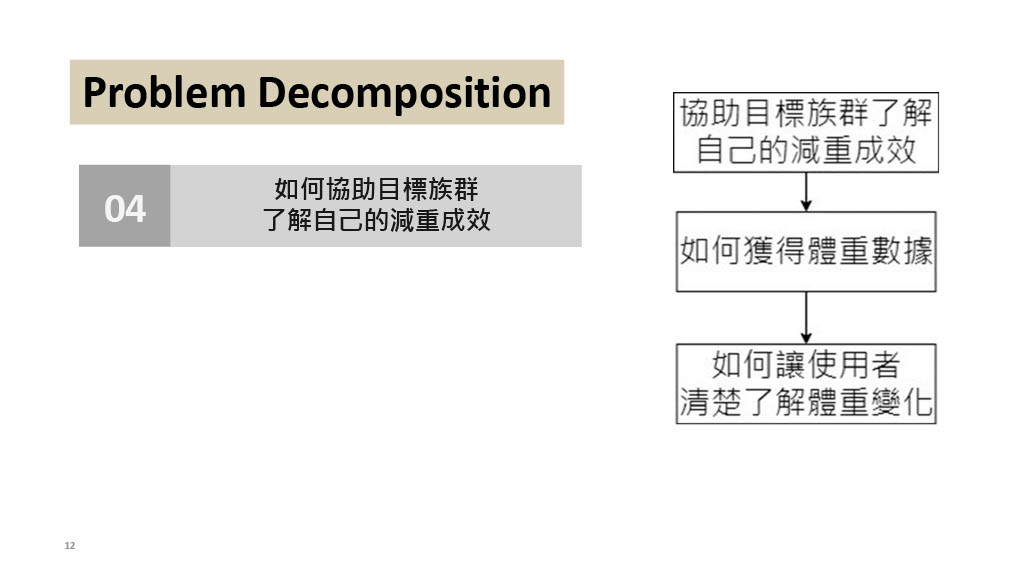 Problem Decomposition
04
如何協助目標族群
了解自己的減重成效
協助目標族群了解
自己的減重成效
如何獲得體重數據
如何讓使用者
清楚了解體重變化
12